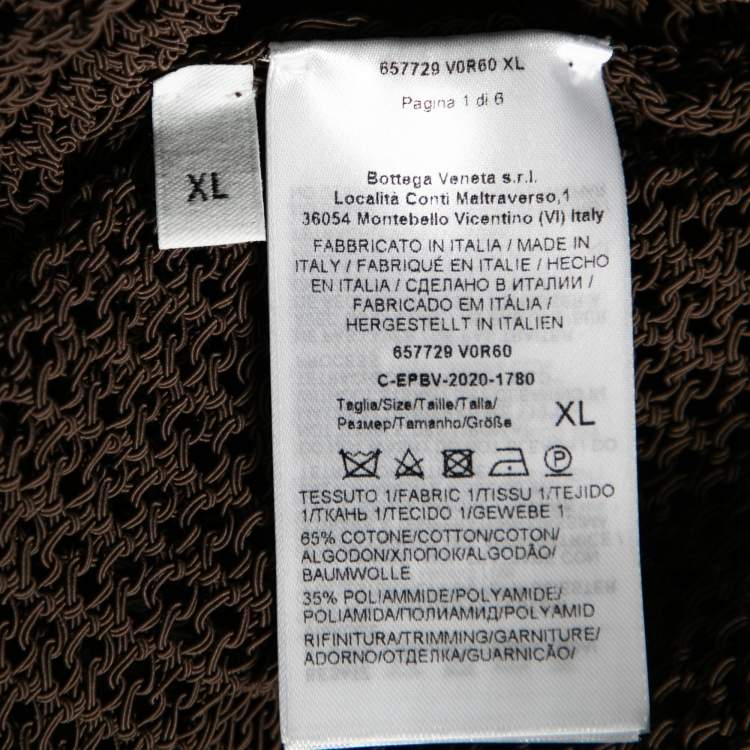 XL
657729 V0R60 XL
Pagina 1 di 6
Bottega Veneta s.r.l.
Località Conti Maltraverso,1
36054 Montebello Vicentino (VI) Italy
FABBRICATO IN ITALIA / MADE IN
ITALY / FABRIQUÉ EN ITALIE / HECHO
EN ITALIA / СДЕЛАНО В ИТАЛИИ /
FABRICADO EM ITÁLIA /
HERGESTELLT IN ITALIEN
657729 V0R60
C-EPBV-2020-1780
Taglia/Size/Taille/Talla/
Размер/Tamanho/Größe
XL
P
TESSUTO 1/FABRIC 1/TISSU 1/TEJIDO
1/ТКАНЬ 1/TECIDO 1/GEWEBE 1
65% COTONE/COTTON/COTON/
ALGODON/ХЛОПОК/ALGODÃO/
BAUMWOLLE
35% POLIAMMIDE/POLYAMIDE/
POLIAMIDA/ПОЛИАМИД/POLYAMID
RIFINITURA/TRIMMING/GARNITURE/
ADORNO/ОТДЕЛКА/GUARNIÇÃO/